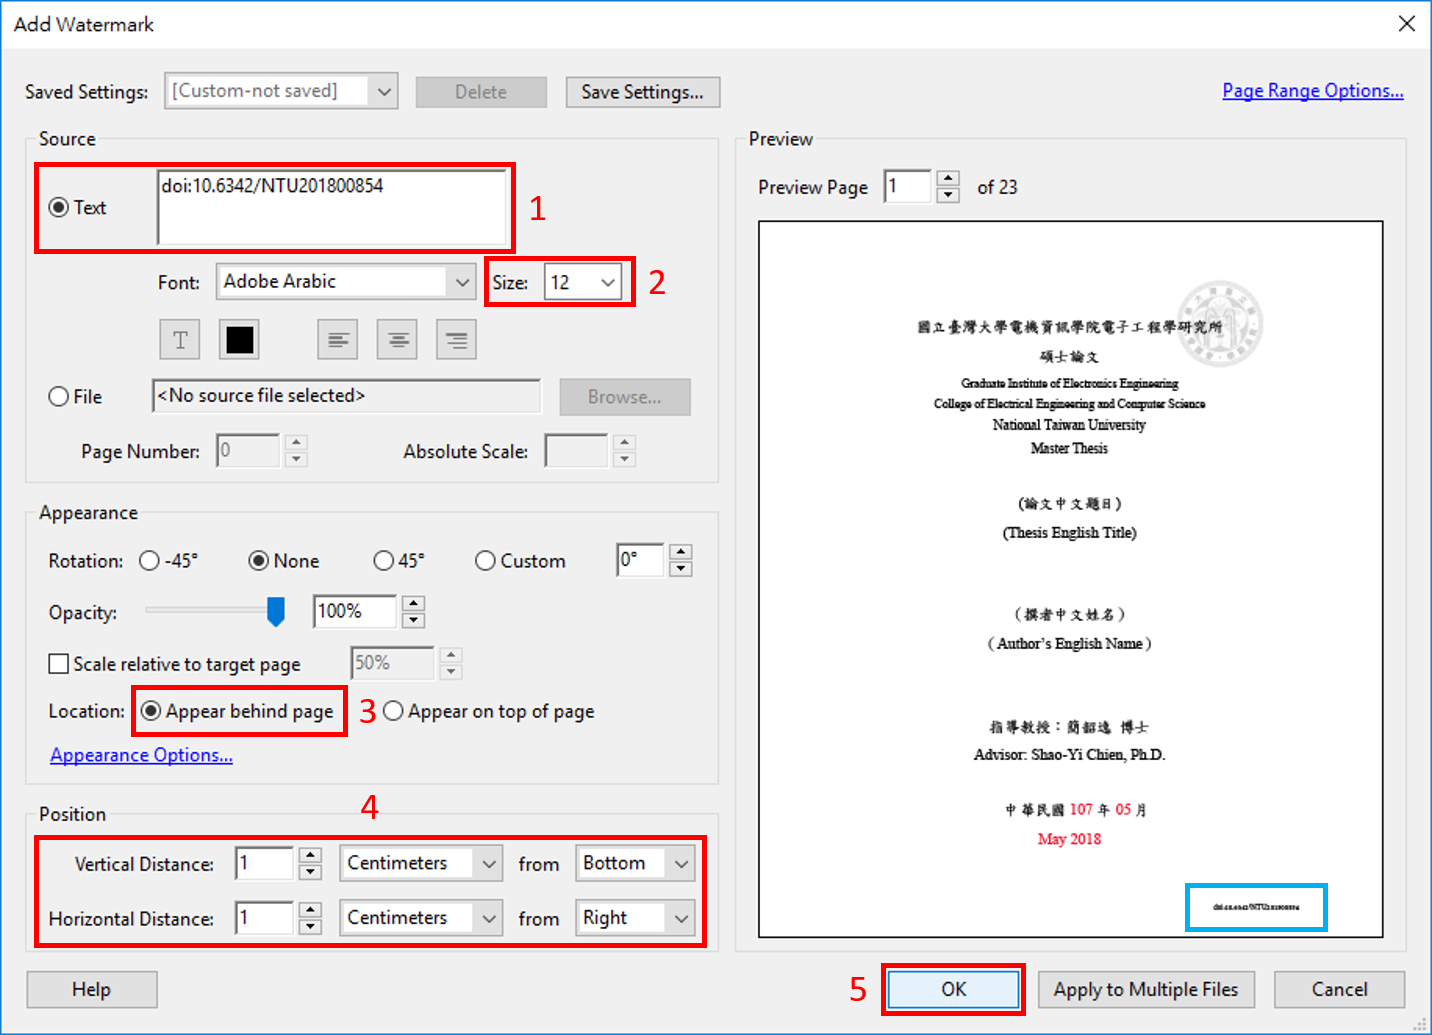 Add Watermark
Saved Settings: [Custom-not saved] Delete Save Settings... Page Range Options...
Source
Text doi:10.6342/NTU201800854 1
Font: Adobe Arabic Size: 12 2
T
File <No source file selected> Browse...
Page Number: 0 Absolute Scale:
Appearance
Rotation: -45° None 45° Custom 0°
Opacity: 100%
Scale relative to target page 50%
Location: Appear behind page 3 Appear on top of page
Appearance Options...
4
Position
Vertical Distance: 1 Centimeters from Bottom
Horizontal Distance: 1 Centimeters from Right
Preview
Preview Page 1 of 23
國立臺灣大學電機資訊學院電子工程學研究所
碩士論文
Graduate Institute of Electronics Engineering
College of Electrical Engineering and Computer Science
National Taiwan University
Master Thesis
(論文中文題目)
(Thesis English Title)
(撰者中文姓名)
(Author's English Name)
指導教授：簡韶逸 博士
Advisor: Shao-Yi Chien, Ph.D.
中華民國 107 年 05 月
May 2018
doi:10.6342/NTU201800854
Help 5 OK Apply to Multiple Files Cancel